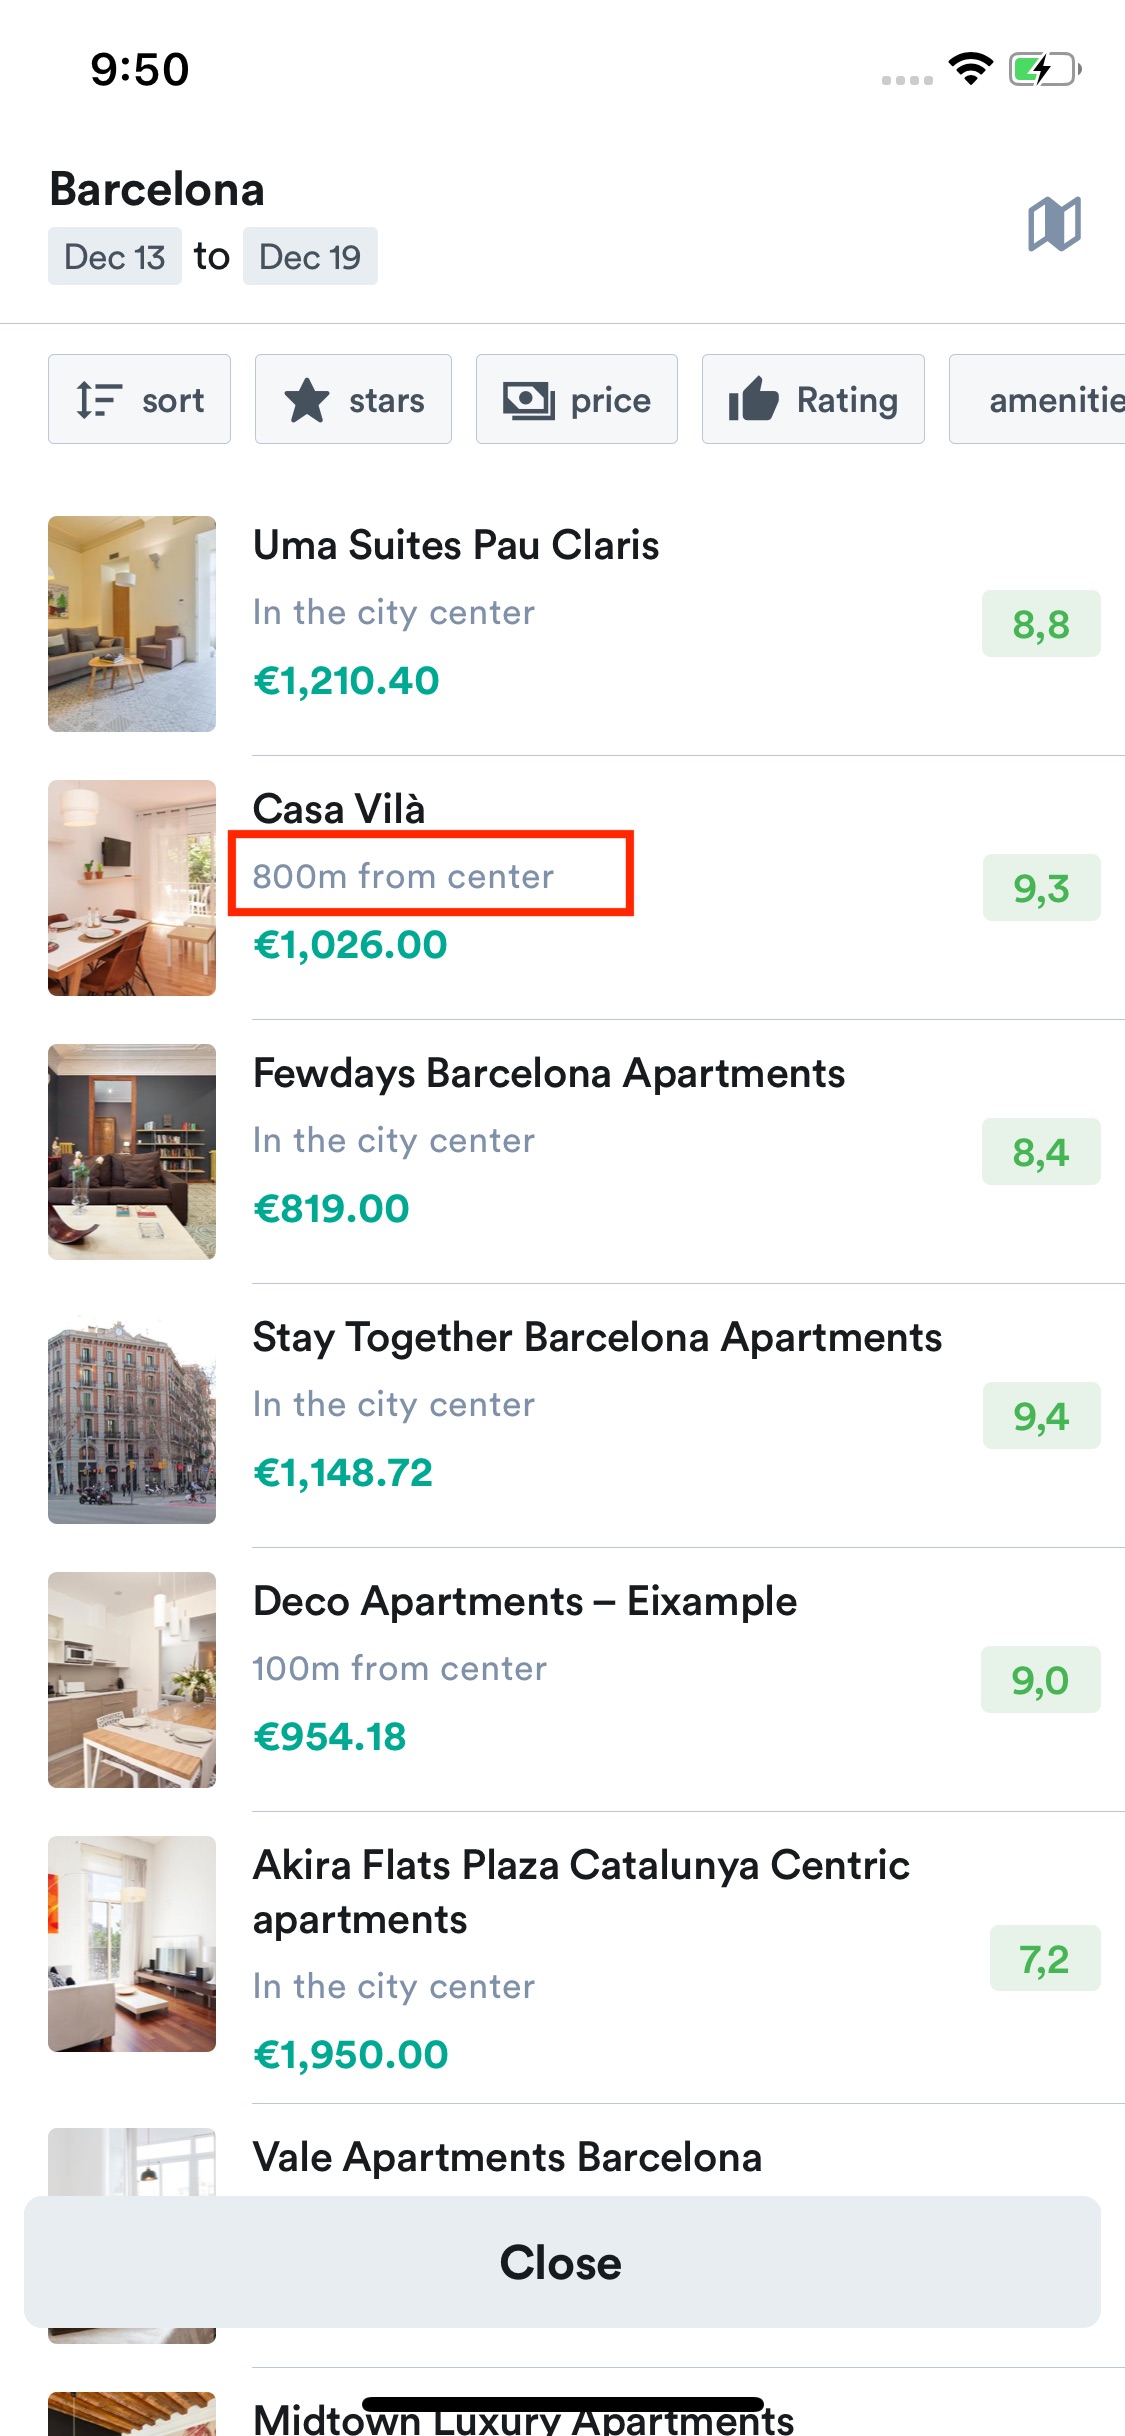 9:50
Barcelona
Dec 13 to Dec 19
sort stars price Rating amenitie
Uma Suites Pau Claris
In the city center
8,8
€1,210.40
Casa Vilà
800m from center
9,3
€1,026.00
Fewdays Barcelona Apartments
In the city center
8,4
€819.00
Stay Together Barcelona Apartments
In the city center
9,4
€1,148.72
Deco Apartments – Eixample
100m from center
9,0
€954.18
Akira Flats Plaza Catalunya Centric
apartments
In the city center
7,2
€1,950.00
Vale Apartments Barcelona
Close
Midtown Luxury Apartments